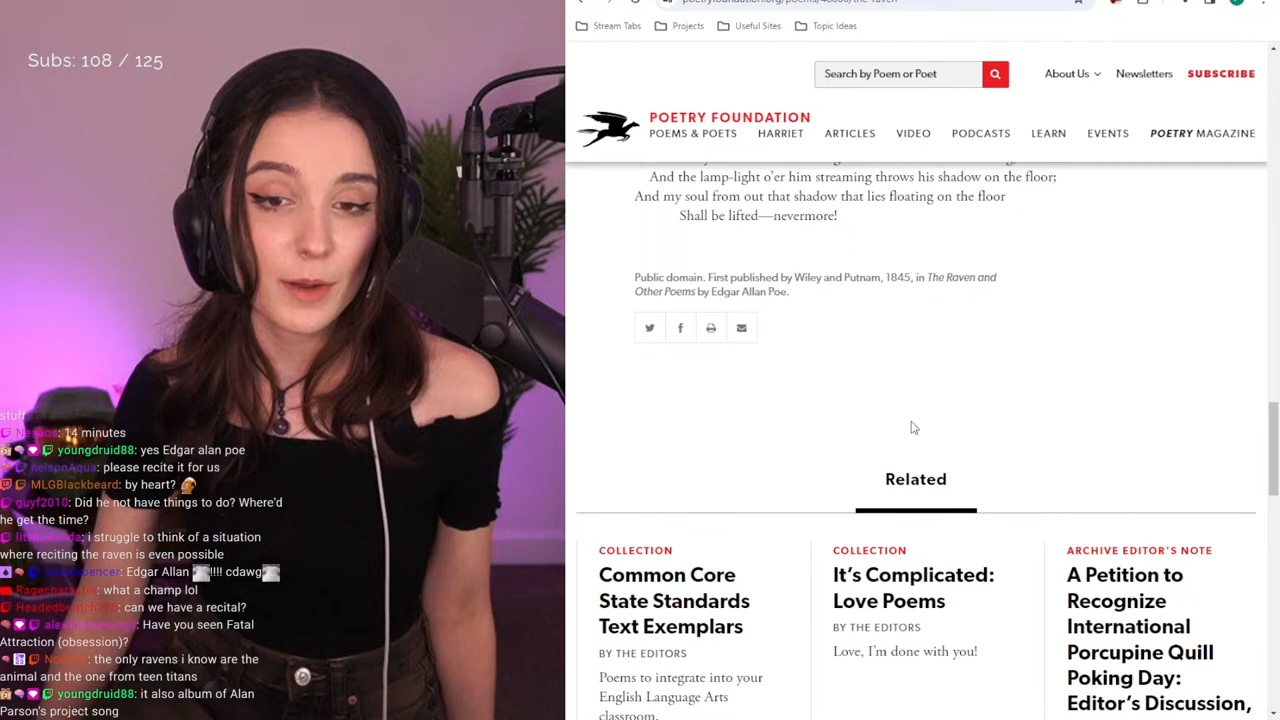 Subs: 108 / 125
poetryfoundation.org/poems/48860/the-raven
Stream Tabs
Projects
Useful Sites
Topic Ideas
Search by Poem or Poet
About Us
Newsletters
SUBSCRIBE
POETRY FOUNDATION
POEMS & POETS
HARRIET
ARTICLES
VIDEO
PODCASTS
LEARN
EVENTS
POETRY MAGAZINE
And the lamp-light o'er him streaming throws his shadow on the floor;
And my soul from out that shadow that lies floating on the floor
Shall be lifted—nevermore!
Public domain. First published by Wiley and Putnam, 1845, in The Raven and
Other Poems by Edgar Allan Poe.
Related
COLLECTION
Common Core
State Standards
Text Exemplars
BY THE EDITORS
Poems to integrate into your
English Language Arts
classroom.
COLLECTION
It's Complicated:
Love Poems
BY THE EDITORS
Love, I'm done with you!
ARCHIVE EDITOR'S NOTE
A Petition to
Recognize
International
Porcupine Quill
Poking Day:
Editor's Discussion,
stuff
14 minutes
youngdruid88: yes Edgar alan poe
nelsonAqua: please recite it for us
MLGBlackbeard: by heart?
guyf2010: Did he not have things to do? Where'd
he get the time?
i struggle to think of a situation
where reciting the raven is even possible
Edgar Allan !!!! cdawg
what a champ lol
can we have a recital?
Have you seen Fatal
Attraction (obsession)?
the only ravens i know are the
animal and the one from teen titans
youngdruid88: it also album of Alan
Parson's project song